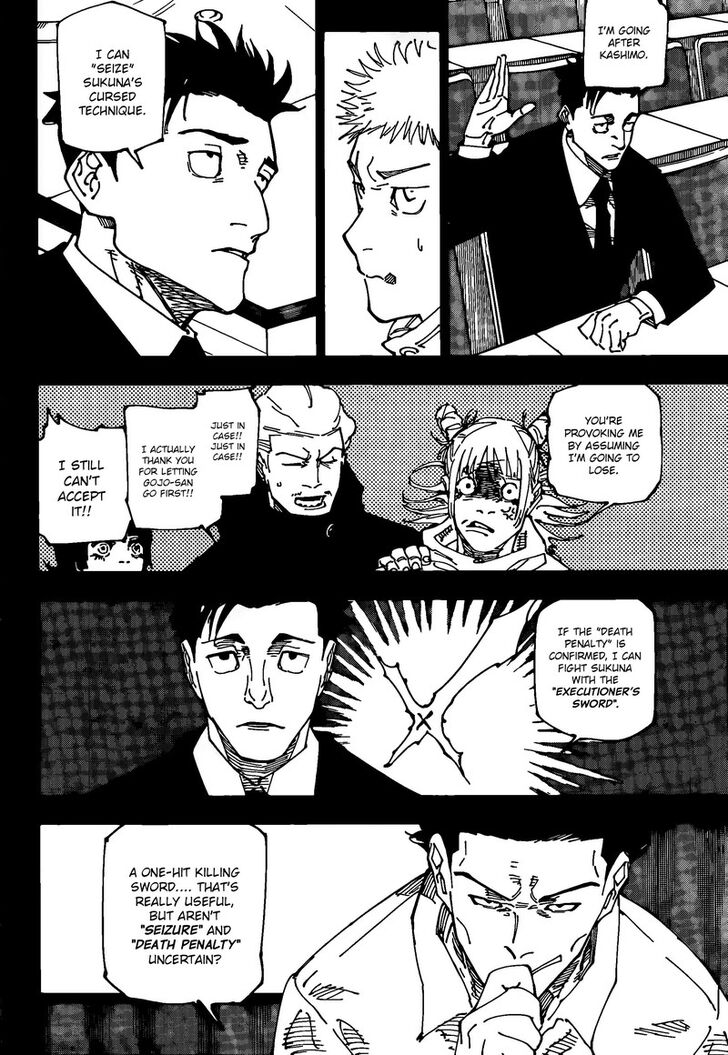 I'M GOING
AFTER
KASHIMO.
I CAN
"SEIZE"
SUKUNA'S
CURSED
TECHNIQUE.
YOU'RE
PROVOKING ME
BY ASSUMING
I'M GOING TO
LOSE.
JUST IN
CASE!!
JUST IN
CASE!!
I ACTUALLY
THANK YOU
FOR LETTING
GOJO-SAN
GO FIRST!!
I STILL
CAN'T
ACCEPT
IT!!
IF THE "DEATH
PENALTY" IS
CONFIRMED, I CAN
FIGHT SUKUNA
WITH THE
"EXECUTIONER'S
SWORD".
A ONE-HIT KILLING
SWORD.... THAT'S
REALLY USEFUL,
BUT AREN'T
"SEIZURE" AND
"DEATH PENALTY"
UNCERTAIN?